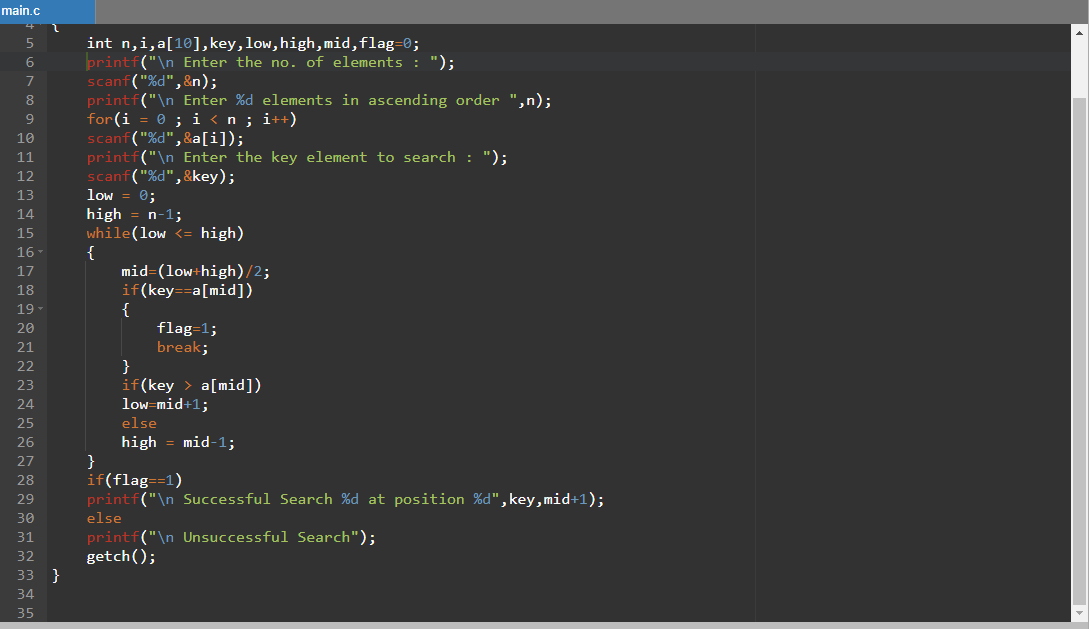 main.c
4 {
5     int n,i,a[10],key,low,high,mid,flag=0;
6     printf("\n Enter the no. of elements : ");
7     scanf("%d",&n);
8     printf("\n Enter %d elements in ascending order ",n);
9     for(i = 0 ; i < n ; i++)
10     scanf("%d",&a[i]);
11     printf("\n Enter the key element to search : ");
12     scanf("%d",&key);
13     low = 0;
14     high = n-1;
15     while(low <= high)
16     {
17         mid=(low+high)/2;
18         if(key==a[mid])
19         {
20             flag=1;
21             break;
22         }
23         if(key > a[mid])
24         low=mid+1;
25         else
26         high = mid-1;
27     }
28     if(flag==1)
29     printf("\n Successful Search %d at position %d",key,mid+1);
30     else
31     printf("\n Unsuccessful Search");
32     getch();
33 }
34
35